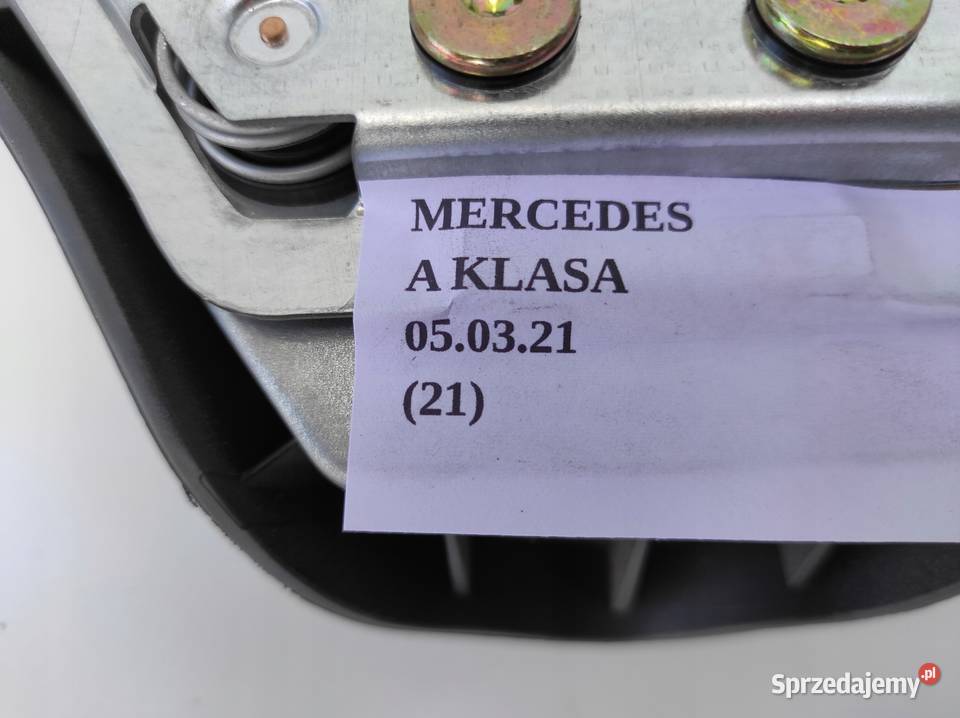 MERCEDES
A KLASA
05.03.21
(21)
Sprzedajemy.pl